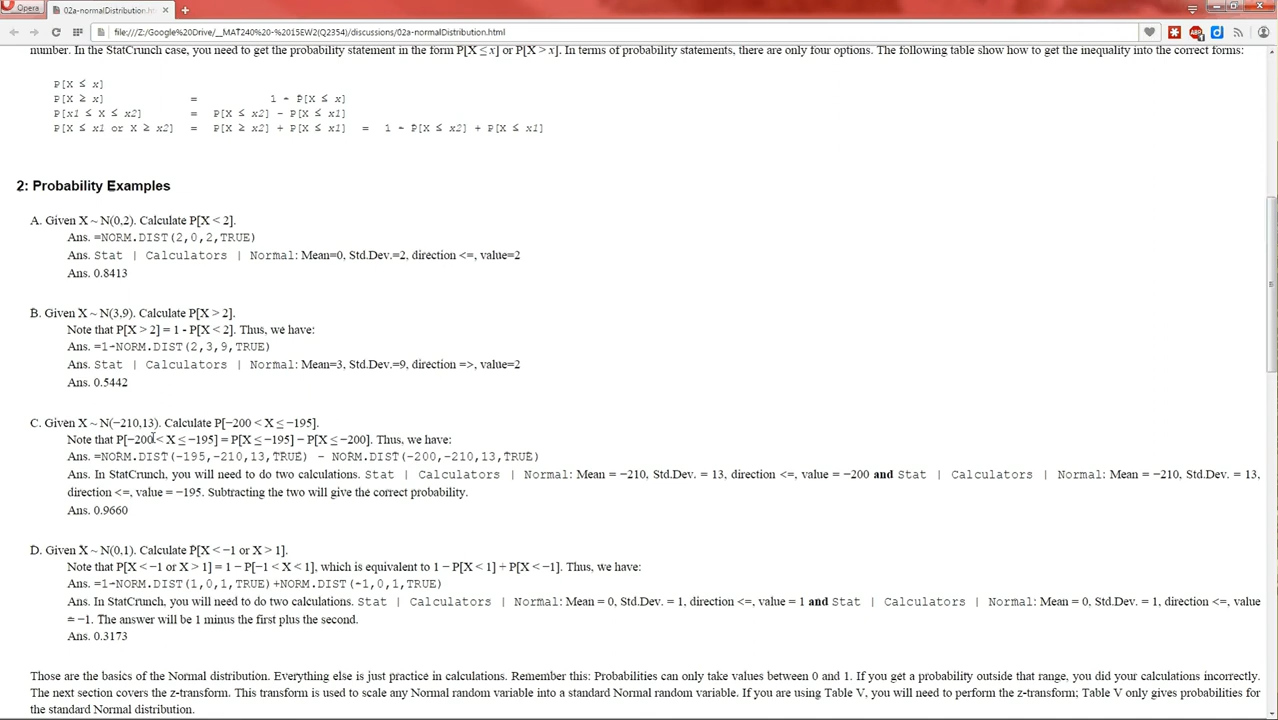 Opera
02a-normalDistribution.ht
file:///Z:/Google%20Drive/__MAT240%20-%2015EW2(Q2354)/discussions/02a-normalDistribution.html
number. In the StatCrunch case, you need to get the probability statement in the form P[X ≤ x] or P[X > x]. In terms of probability statements, there are only four options. The following table show how to get the inequality into the correct forms:
P[X ≤ x]
P[X ≥ x] = 1 - P[X ≤ x]
P[x1 ≤ X ≤ x2] = P[X ≤ x2] - P[X ≤ x1]
P[X ≤ x1 or X ≥ x2] = P[X ≥ x2] + P[X ≤ x1] = 1 - P[X ≤ x2] + P[X ≤ x1]
2: Probability Examples
A. Given X ~ N(0,2). Calculate P[X < 2].
Ans. =NORM.DIST(2,0,2,TRUE)
Ans. Stat | Calculators | Normal: Mean=0, Std.Dev.=2, direction <=, value=2
Ans. 0.8413
B. Given X ~ N(3,9). Calculate P[X > 2].
Note that P[X > 2] = 1 - P[X < 2]. Thus, we have:
Ans. =1-NORM.DIST(2,3,9,TRUE)
Ans. Stat | Calculators | Normal: Mean=3, Std.Dev.=9, direction =>, value=2
Ans. 0.5442
C. Given X ~ N(−210,13). Calculate P[−200 < X ≤ −195].
Note that P[−200 < X ≤ −195] = P[X ≤ −195] − P[X ≤ −200]. Thus, we have:
Ans. =NORM.DIST(-195,-210,13,TRUE) - NORM.DIST(-200,-210,13,TRUE)
Ans. In StatCrunch, you will need to do two calculations. Stat | Calculators | Normal: Mean = −210, Std.Dev. = 13, direction <=, value = −200 and Stat | Calculators | Normal: Mean = −210, Std.Dev. = 13,
direction <=, value = −195. Subtracting the two will give the correct probability.
Ans. 0.9660
D. Given X ~ N(0,1). Calculate P[X < −1 or X > 1].
Note that P[X < −1 or X > 1] = 1 − P[−1 < X < 1], which is equivalent to 1 − P[X < 1] + P[X < −1]. Thus, we have:
Ans. =1-NORM.DIST(1,0,1,TRUE)+NORM.DIST(-1,0,1,TRUE)
Ans. In StatCrunch, you will need to do two calculations. Stat | Calculators | Normal: Mean = 0, Std.Dev. = 1, direction <=, value = 1 and Stat | Calculators | Normal: Mean = 0, Std.Dev. = 1, direction <=, value
= −1. The answer will be 1 minus the first plus the second.
Ans. 0.3173
Those are the basics of the Normal distribution. Everything else is just practice in calculations. Remember this: Probabilities can only take values between 0 and 1. If you get a probability outside that range, you did your calculations incorrectly.
The next section covers the z-transform. This transform is used to scale any Normal random variable into a standard Normal random variable. If you are using Table V, you will need to perform the z-transform; Table V only gives probabilities for
the standard Normal distribution.